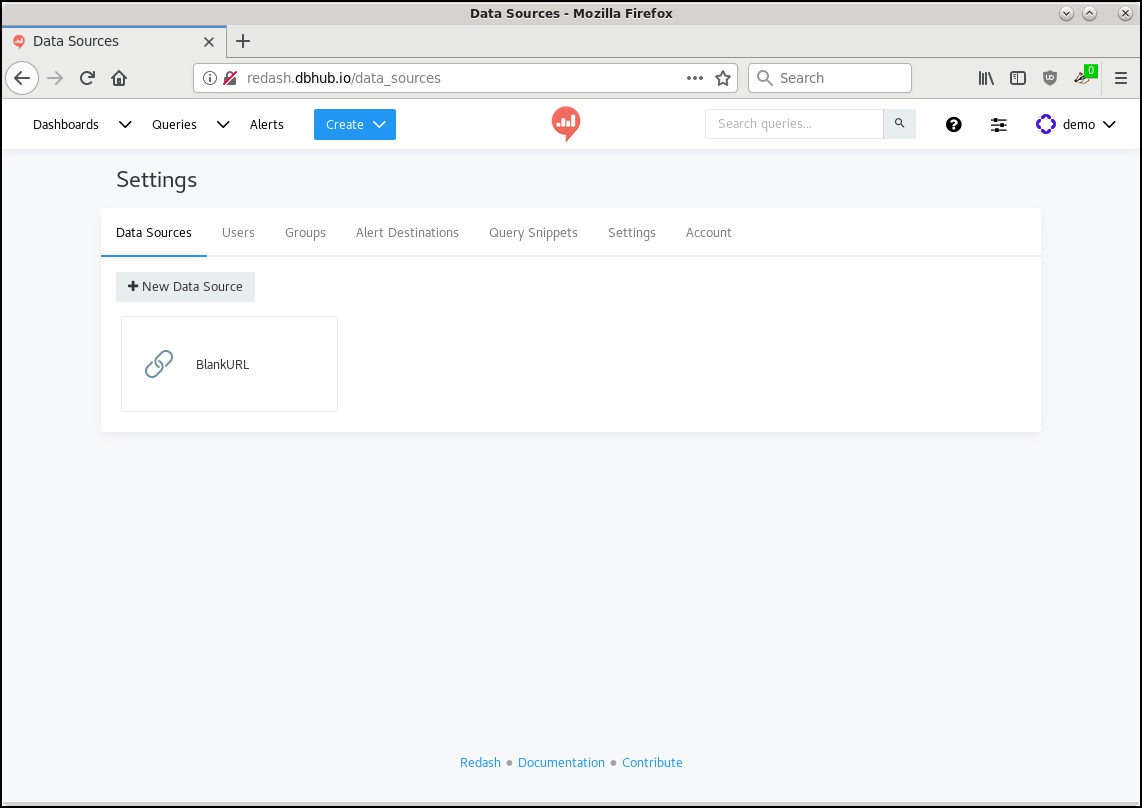 Data Sources - Mozilla Firefox
Data Sources
redash.dbhub.io/data_sources
Search
0
Dashboards Queries Alerts Create Search queries... demo
Settings
Data Sources Users Groups Alert Destinations Query Snippets Settings Account
New Data Source
BlankURL
Redash Documentation Contribute